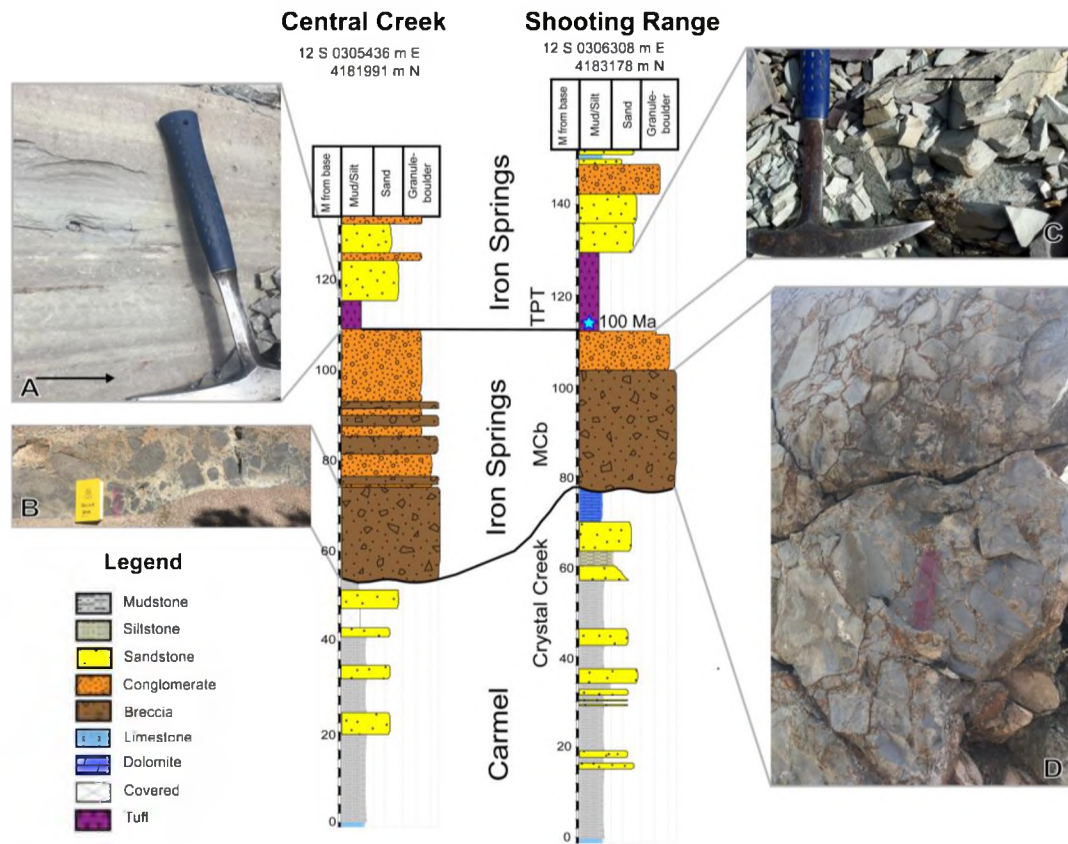 Central Creek
12 S 0305436 m E
4181991 m N
Shooting Range
12 S 0306308 m E
4183178 m N
M from base
Mud/Silt
Sand
Granule-
boulder
M from base
Mud/Silt
Sand
Granule-
boulder
120
100
80
60
40
20
0
140
120
100
80
60
40
20
0
Iron Springs
TPT
100 Ma
Iron Springs
MCb
Crystal Creek
Carmel
A
B
C
D
Legend
Mudstone
Siltstone
Sandstone
Conglomerate
Breccia
Limestone
Dolomite
Covered
Tuff